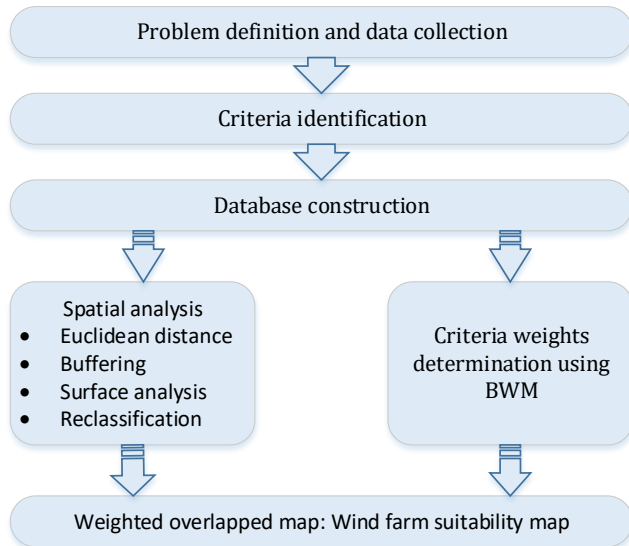 Problem definition and data collection
Criteria identification
Database construction
Spatial analysis
• Euclidean distance
• Buffering
• Surface analysis
• Reclassification
Criteria weights
determination using
BWM
Weighted overlapped map: Wind farm suitability map